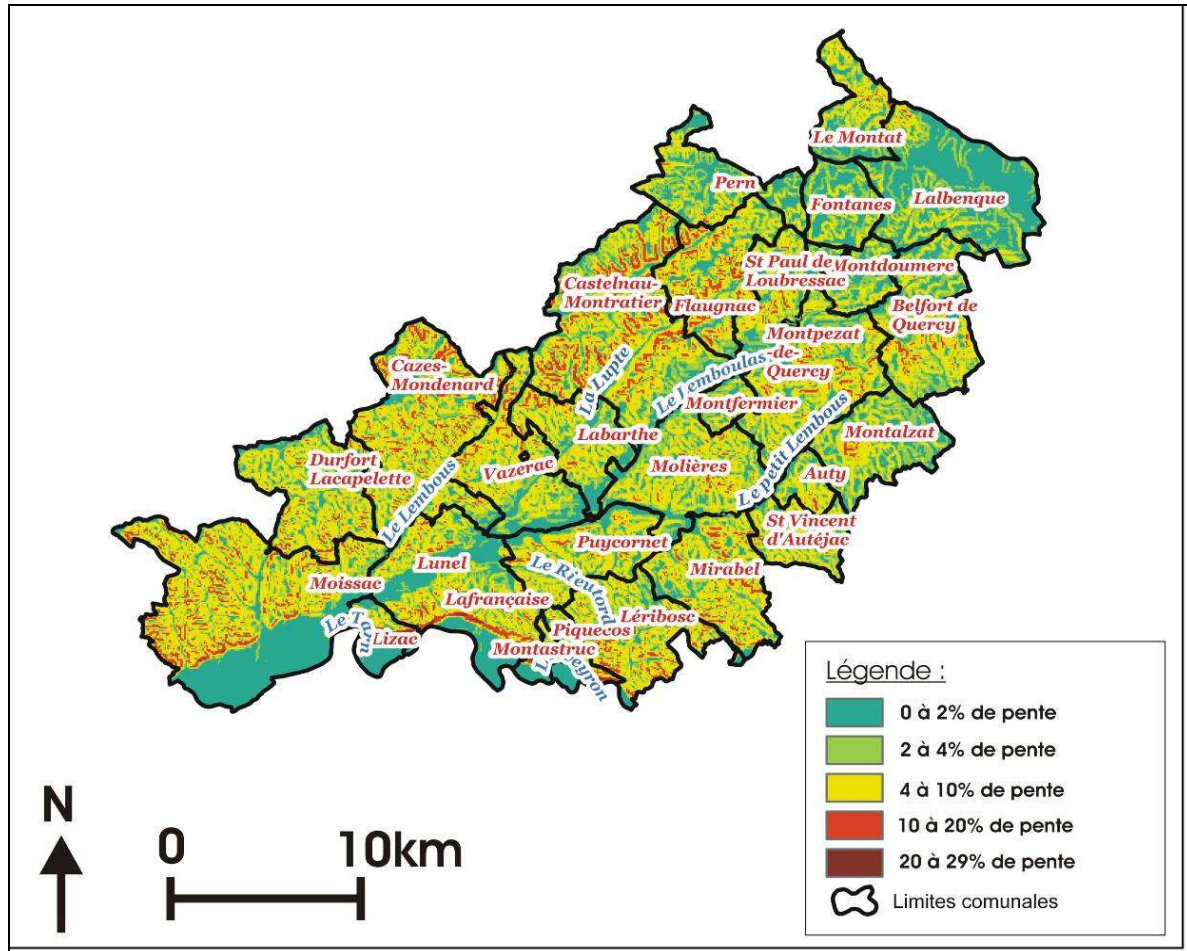 Le Montat
Pern
Fontanes
Lalbenque
St Paul de
Loubressac
Montdoumerc
Castelnau-
Montratier
Flaugnac
Belfort de
Quercy
Montpezat
-de-
Quercy
Cazes-
Mondenard
La Lupte
Le Lemboulas
Montfermier
Labarthe
Montalzat
Durfort
Lacapelette
Vazerac
Molières
Auty
Le petit Lembous
Le Lembous
St Vincent
d'Autéjac
Puycornet
Mirabel
Lunel
Moissac
Le Rieutord
Lafrançaise
Léribosc
Le Ta
Lizac
Piquecos
Montastruc
Légende :
0 à 2% de pente
2 à 4% de pente
4 à 10% de pente
10 à 20% de pente
20 à 29% de pente
Limites comunales
N
0 10km